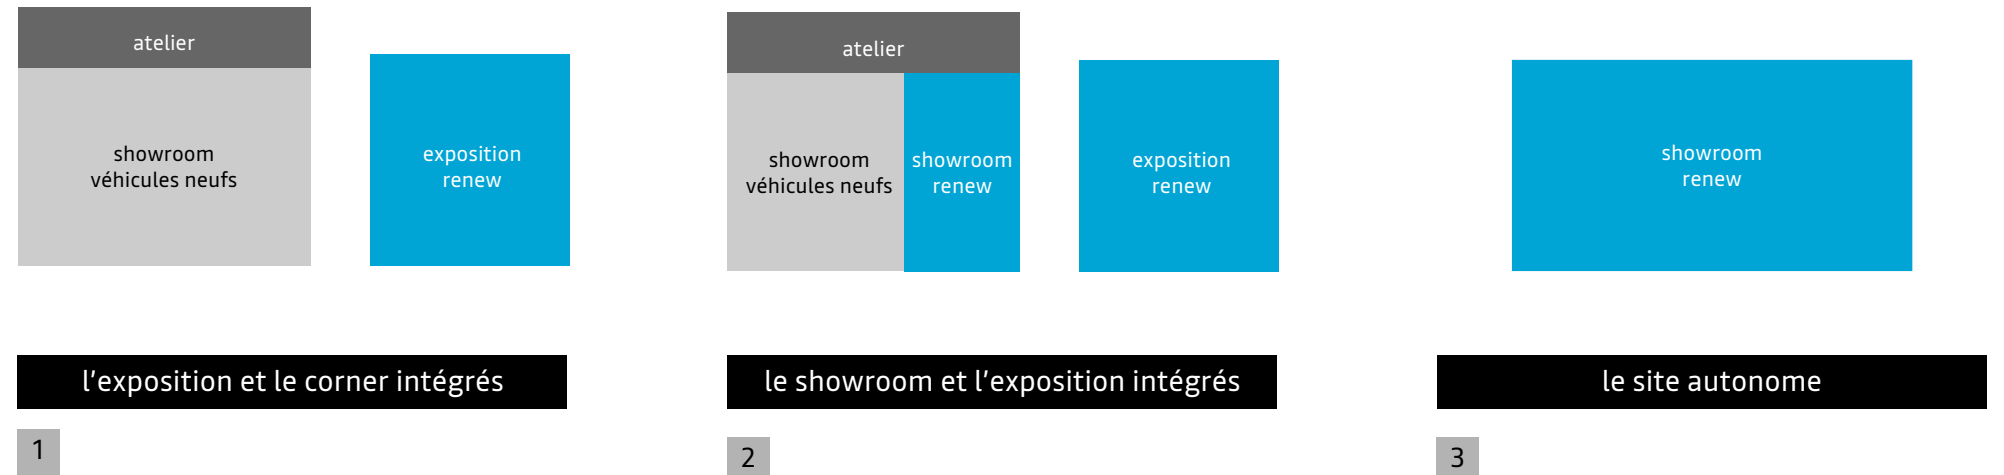 atelier
showroom
véhicules neufs
exposition
renew
l'exposition et le corner intégrés
1
atelier
showroom
véhicules neufs
showroom
renew
exposition
renew
le showroom et l'exposition intégrés
2
showroom
renew
le site autonome
3